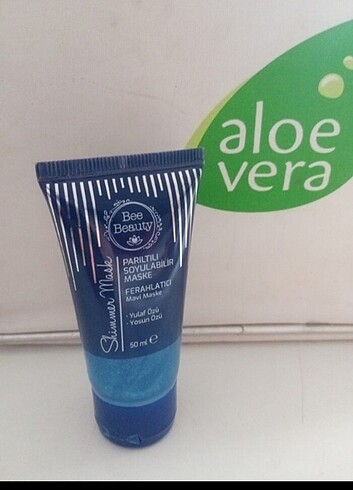 aloe
vera
Bee
Beauty
Shimmer Mask
PARILTILI
SOYULABİLİR
MASKE
FERAHLATICI
Mavi Maske
· Yulaf Özü
· Yosun Özü
50 ml e